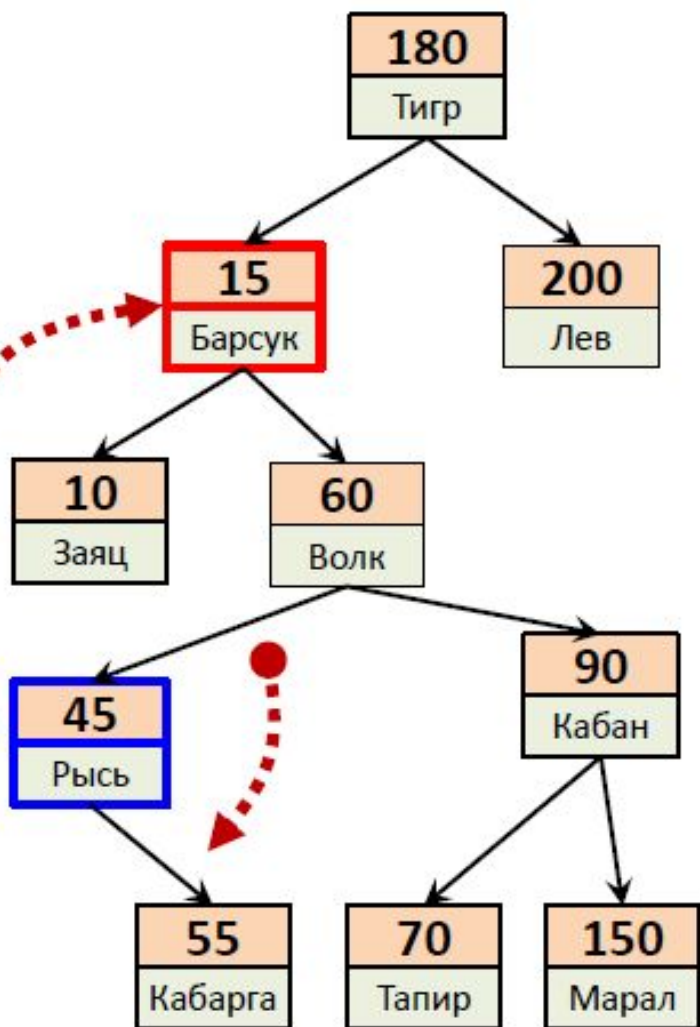 180
Тигр
15
Барсук
200
Лев
10
Заяц
60
Волк
45
Рысь
90
Кабан
55
Кабарга
70
Тапир
150
Марал